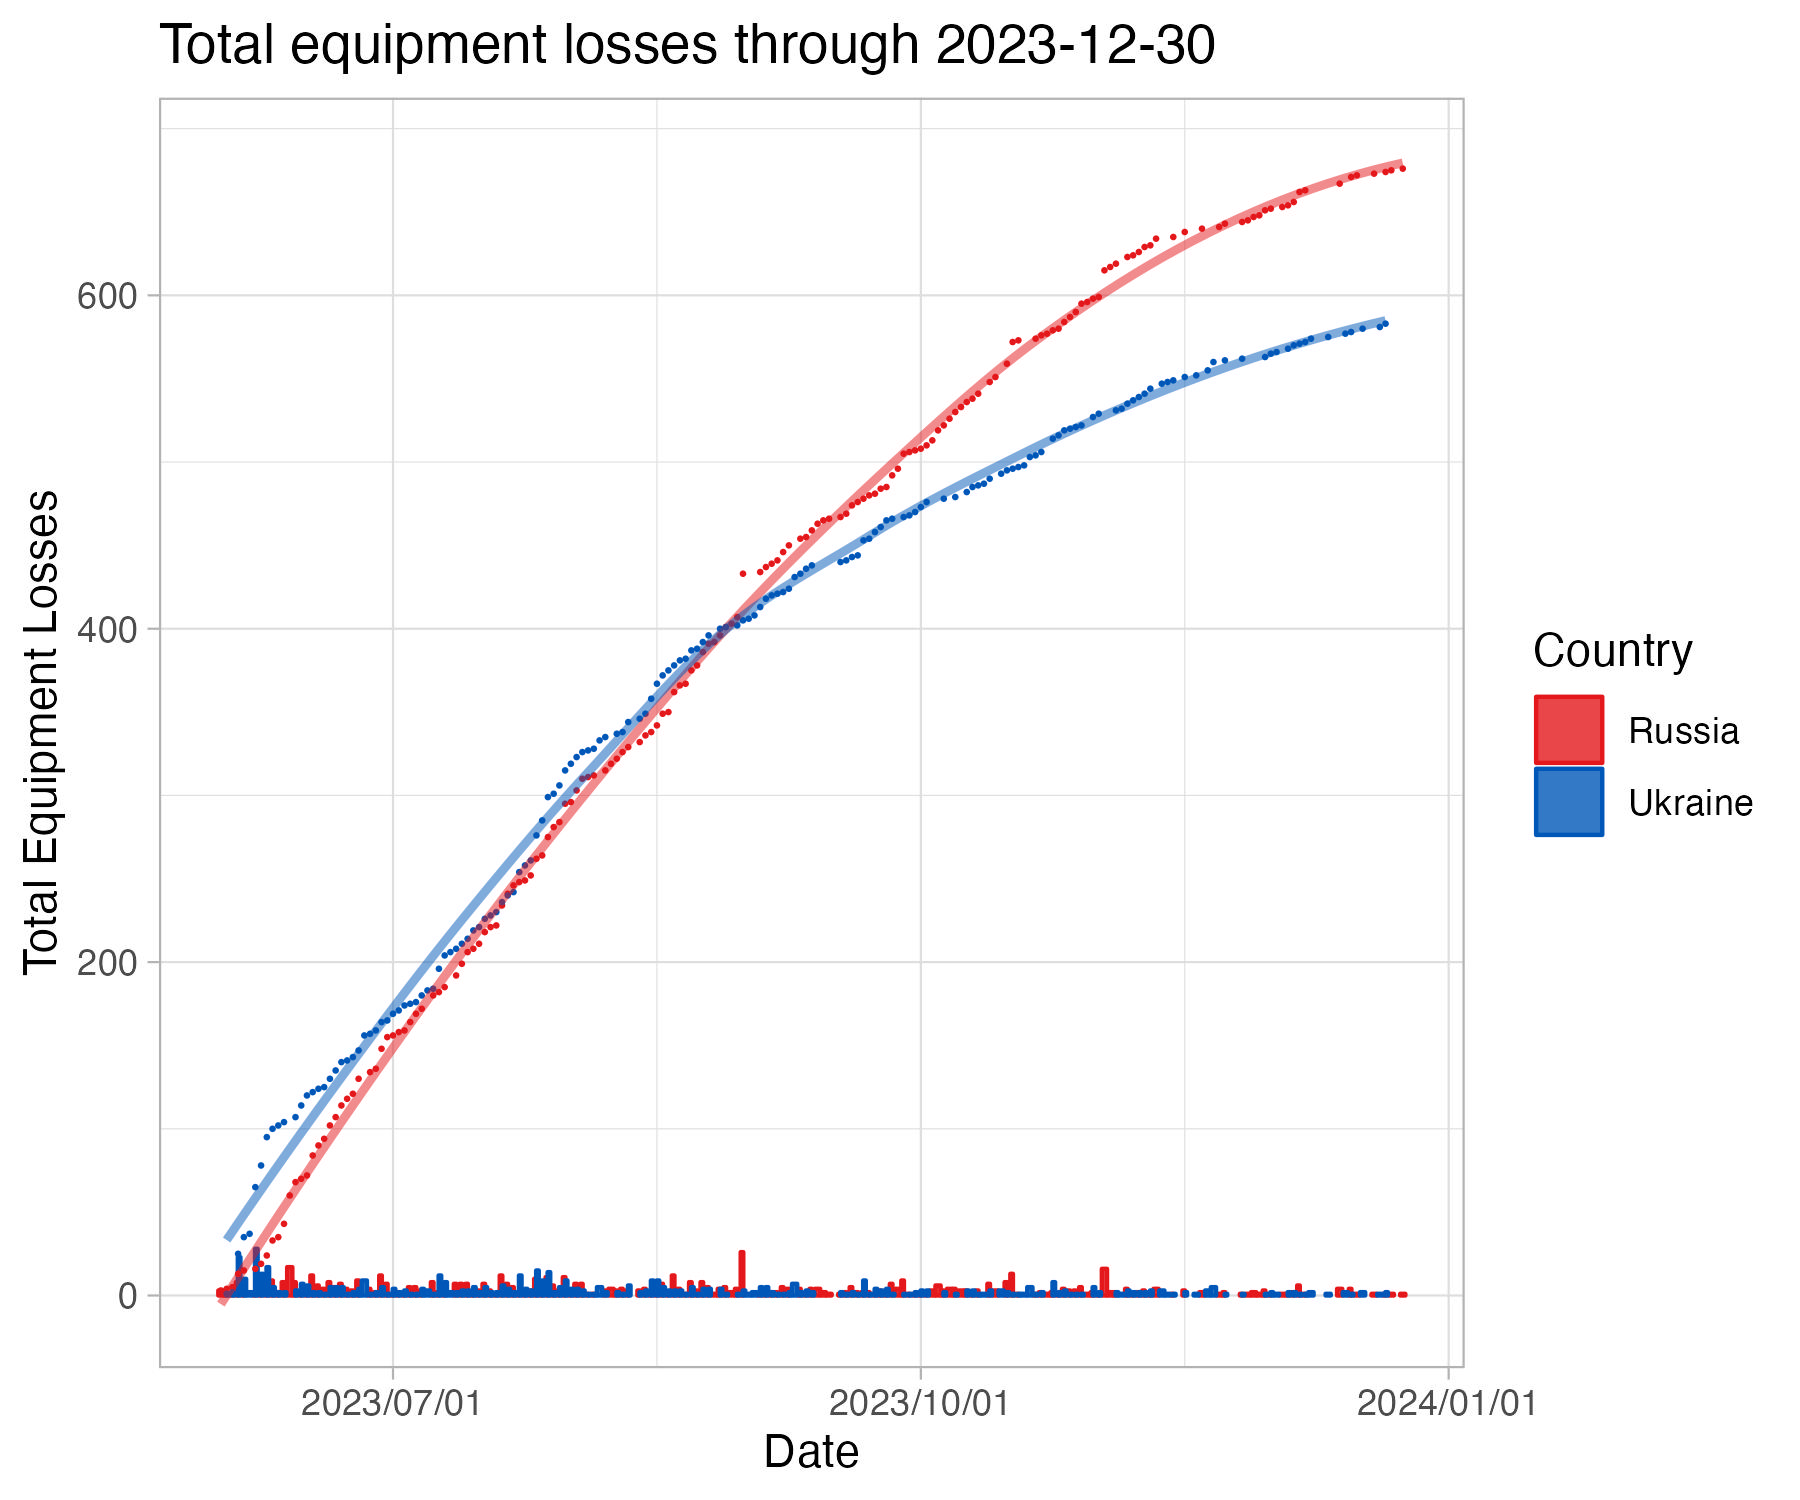 Total equipment losses through 2023-12-30
Total Equipment Losses
600
400
200
0
2023/07/01
2023/10/01
2024/01/01
Date
Country
Russia
Ukraine